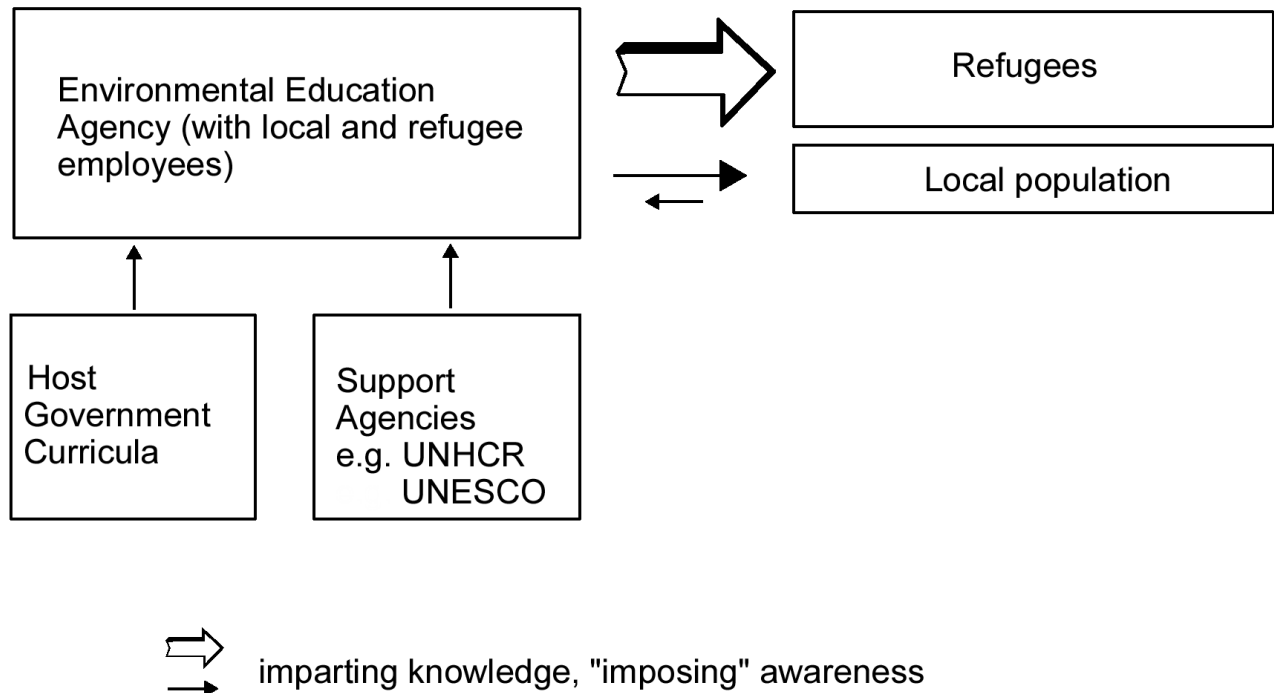 Environmental Education
Agency (with local and refugee
employees)
Refugees
Local population
Host
Government
Curricula
Support
Agencies
e.g. UNHCR
UNESCO
imparting knowledge, "imposing" awareness